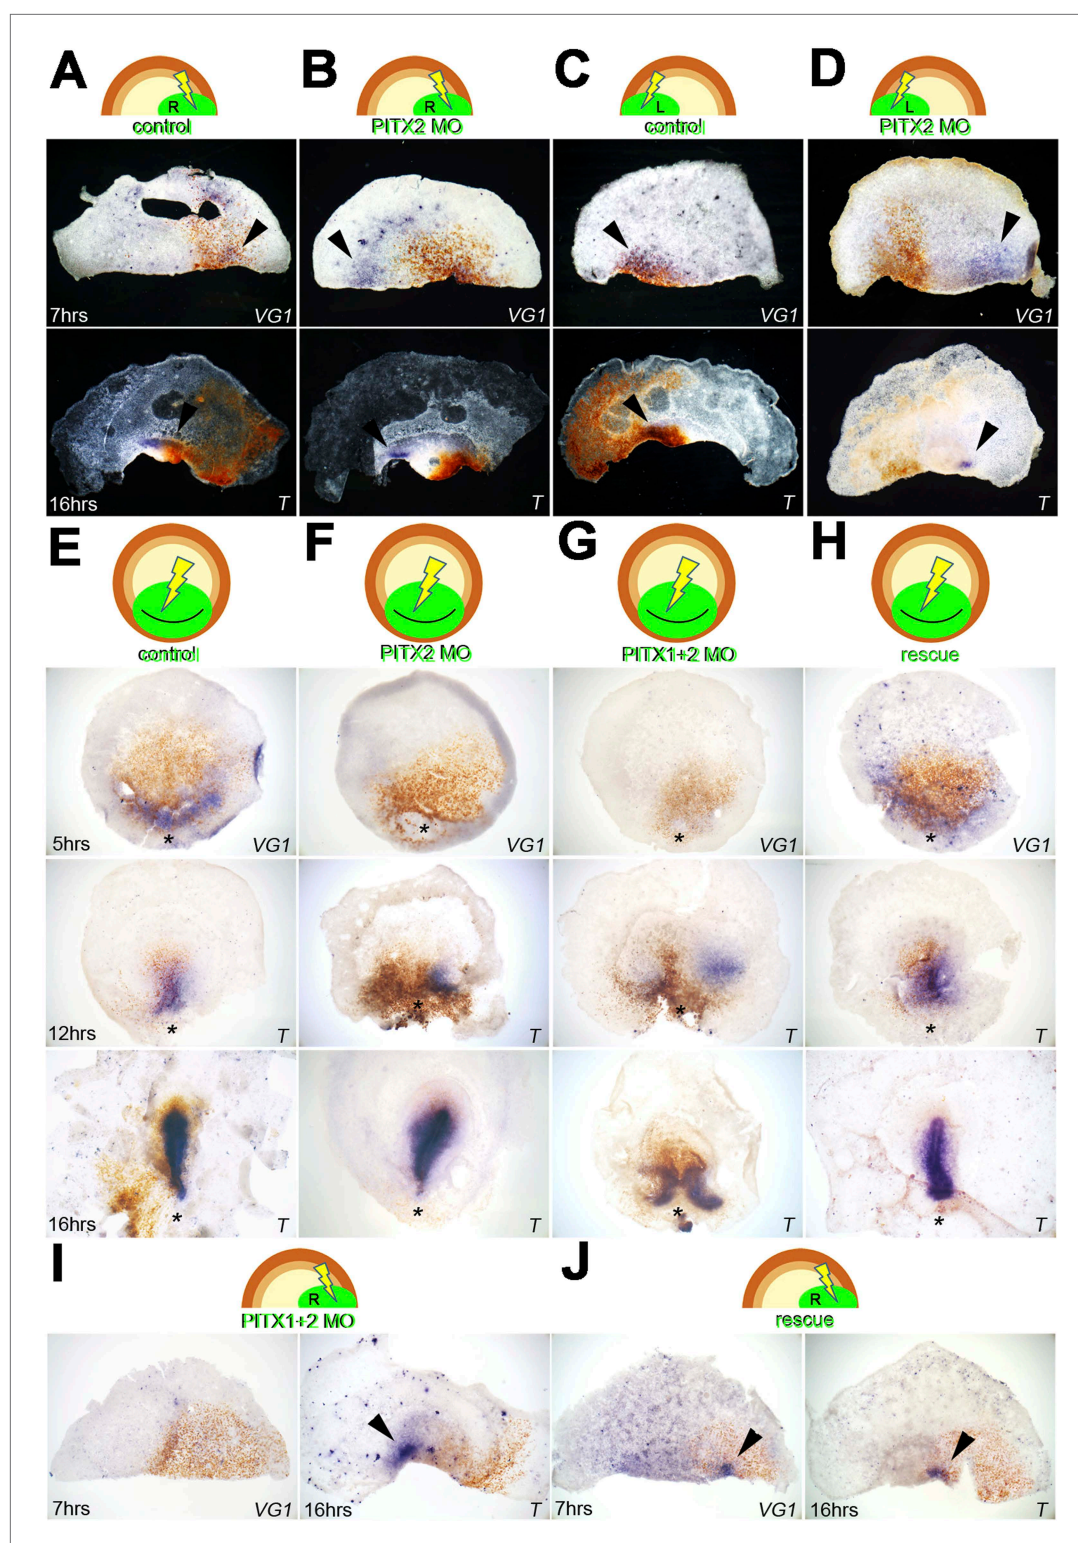 A B C D
R R L L
control PITX2 MO control PITX2 MO
7hrs VG1 VG1 VG1 VG1
16hrs T T T T
E F G H
control PITX2 MO PITX1+2 MO rescue
* * * *
5hrs VG1 VG1 VG1 VG1
* * * *
12hrs T T T T
* * * *
16hrs T T T T
I J
R R
PITX1+2 MO rescue
7hrs VG1 16hrs T 7hrs VG1 16hrs T